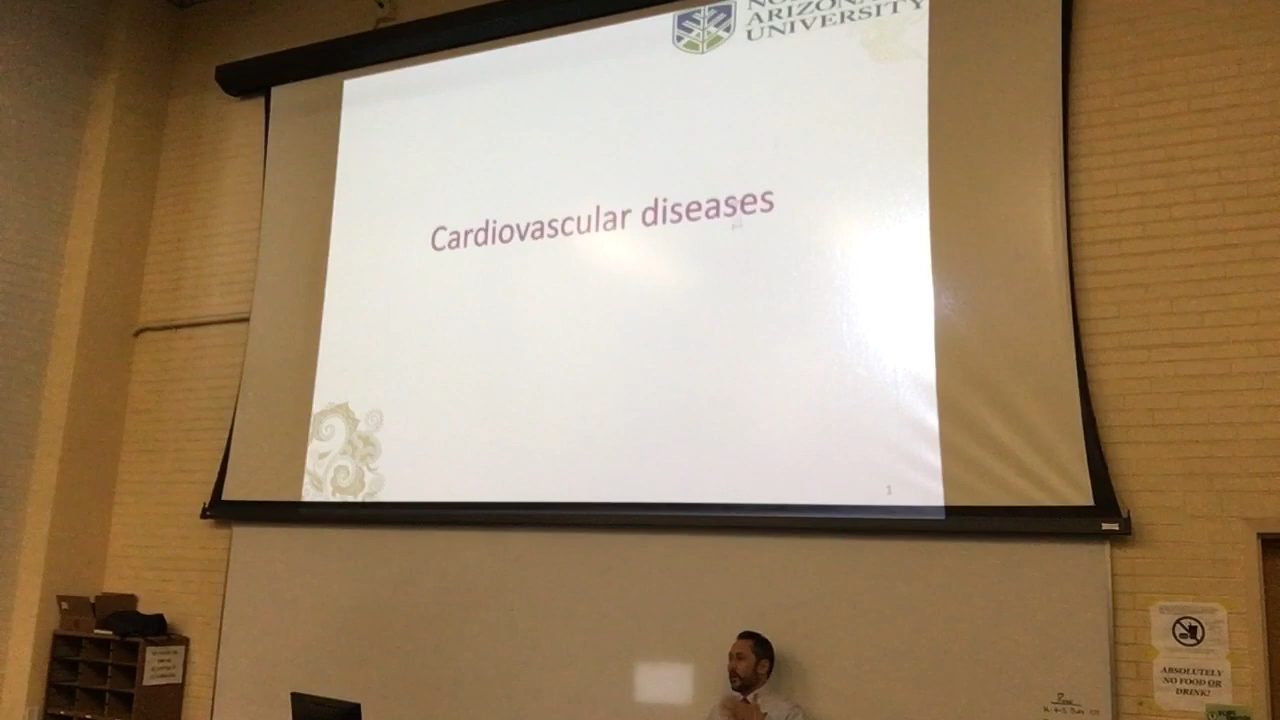 ARIZONA
UNIVERSITY
Cardiovascular diseases
1
ABSOLUTELY
NO FOOD OR
DRINK!